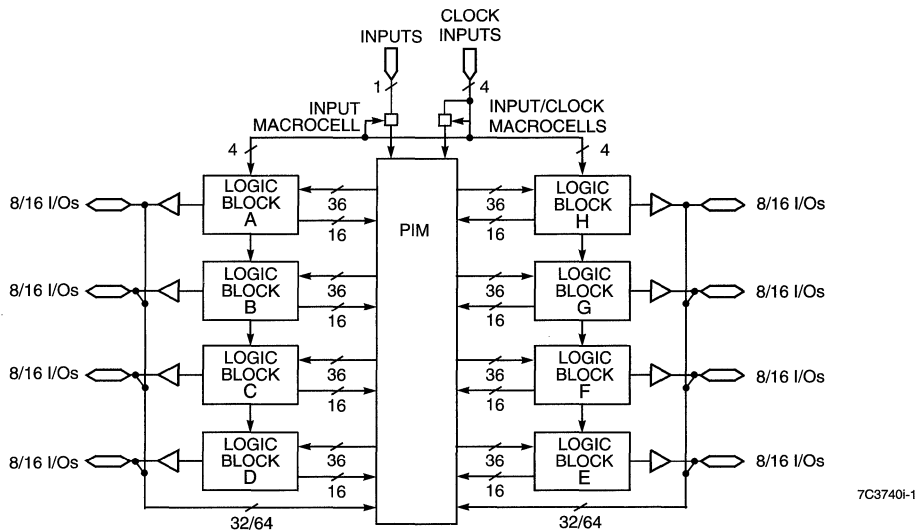 CLOCK
INPUTS
INPUTS
1
4
INPUT
MACROCELL
INPUT/CLOCK
MACROCELLS
4
4
8/16 I/Os
LOGIC
BLOCK
A
36
16
PIM
36
16
LOGIC
BLOCK
H
8/16 I/Os
8/16 I/Os
LOGIC
BLOCK
B
36
16
36
16
LOGIC
BLOCK
G
8/16 I/Os
8/16 I/Os
LOGIC
BLOCK
C
36
16
36
16
LOGIC
BLOCK
F
8/16 I/Os
8/16 I/Os
LOGIC
BLOCK
D
36
16
36
16
LOGIC
BLOCK
E
8/16 I/Os
32/64
32/64
7C3740i-1